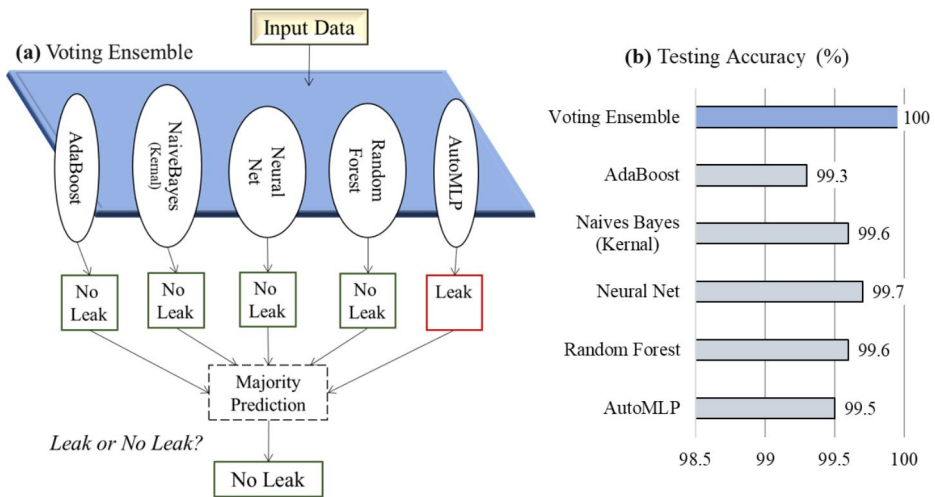 Input Data
(a) Voting Ensemble
AdaBoost
NaiveBayes
(Kernal)
Neural
Net
Random
Forest
AutoMLP
No
Leak
No
Leak
No
Leak
No
Leak
Leak
Majority
Prediction
Leak or No Leak?
No Leak
(b) Testing Accuracy (%)
Voting Ensemble
100
AdaBoost
99.3
Naives Bayes
(Kernal)
99.6
Neural Net
99.7
Random Forest
99.6
AutoMLP
99.5
98.5 99 99.5 100